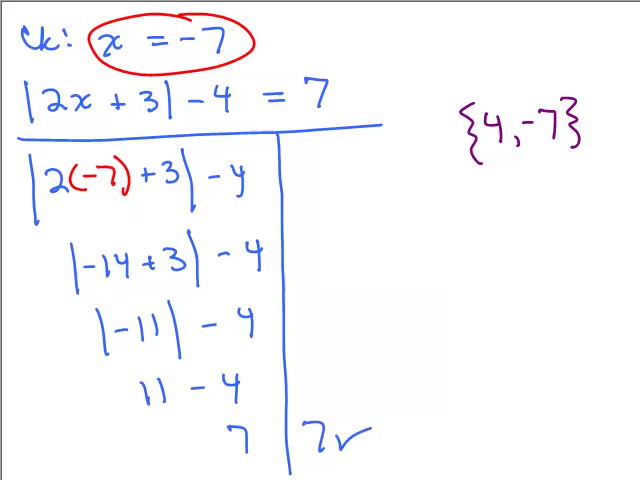 Ck: x = -7
|2x + 3| - 4 = 7
{4, -7}
|2(-7) + 3| - 4
|-14 + 3| - 4
|-11| - 4
11 - 4
7 7 ✓